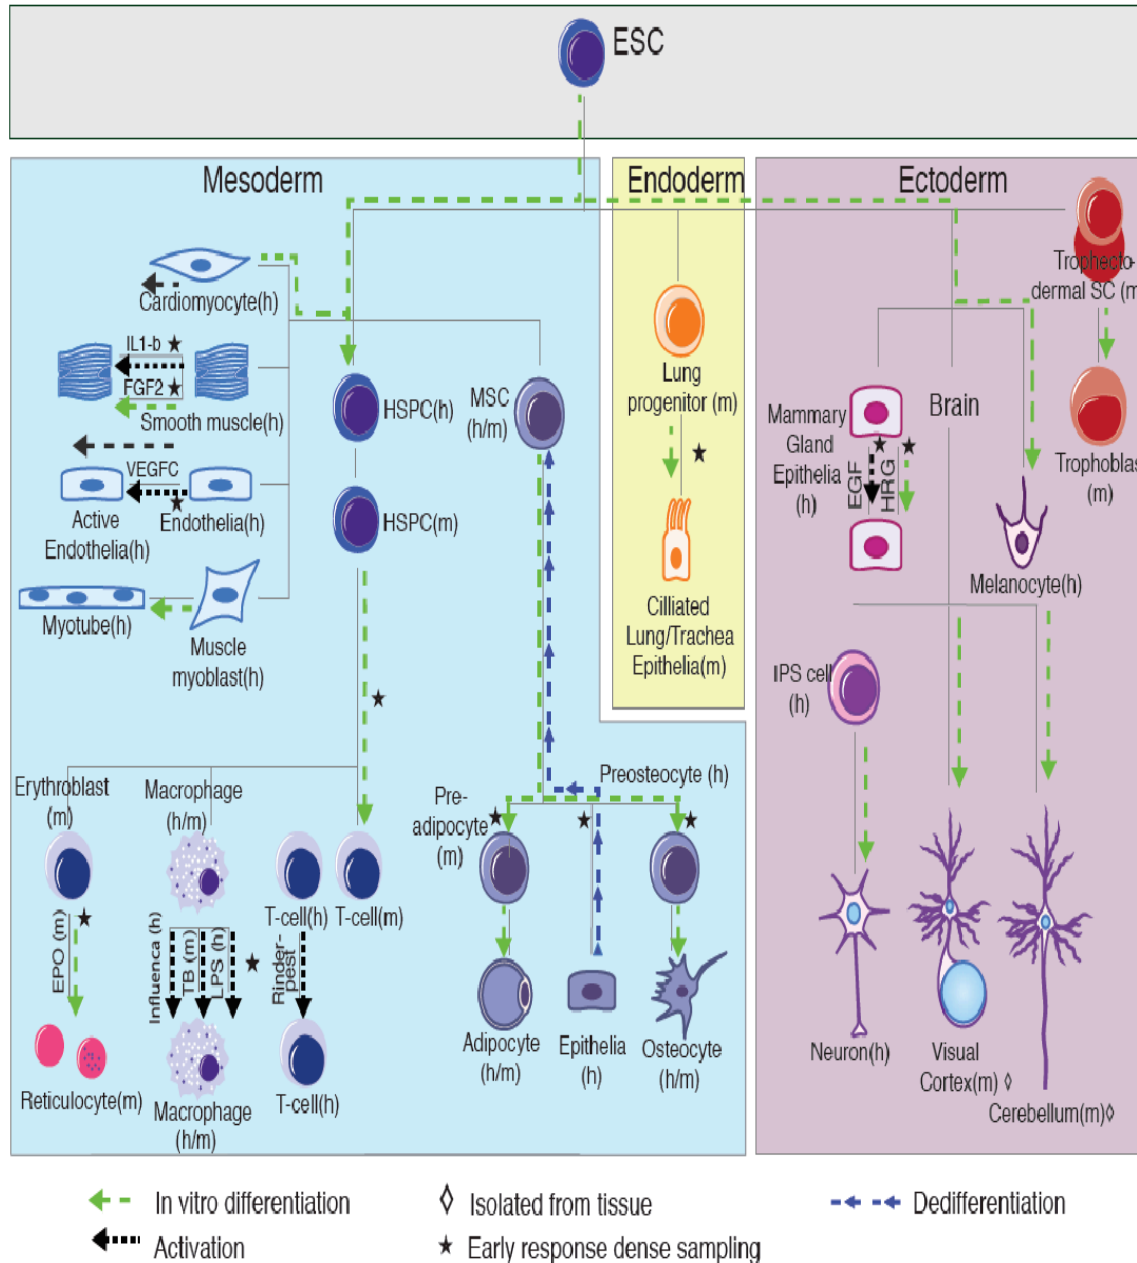 ESC
Mesoderm
Endoderm
Ectoderm
Cardiomyocyte(h)
IL1-b ★
FGF2 ★
Smooth muscle(h)
VEGFC
★
Active
Endothelia(h)
Endothelia(h)
Myotube(h)
Muscle
myoblast(h)
HSPC(h)
HSPC(m)
MSC
(h/m)
★
Erythroblast
(m)
Macrophage
(h/m)
T-cell(h)
T-cell(m)
EPO (m)
★
Influenca (h)
TB (m)
LPS (h)
★
Rinder-
pest
Reticulocyte(m)
Macrophage
(h/m)
T-cell(h)
Pre-
adipocyte
(m)
★
★
Preosteocyte (h)
★
Adipocyte
(h/m)
Epithelia
(h)
Osteocyte
(h/m)
Lung
progenitor (m)
★
Cilliated
Lung/Trachea
Epithelia(m)
Trophecto-
dermal SC (m
Trophoblas
(m)
Mammary
Gland
Epithelia
(h)
EGF
★
HRG
★
Brain
Melanocyte(h)
IPS cell
(h)
Neuron(h)
Visual
Cortex(m) ◊
Cerebellum(m)◊
In vitro differentiation
◊ Isolated from tissue
Dedifferentiation
Activation
★ Early response dense sampling